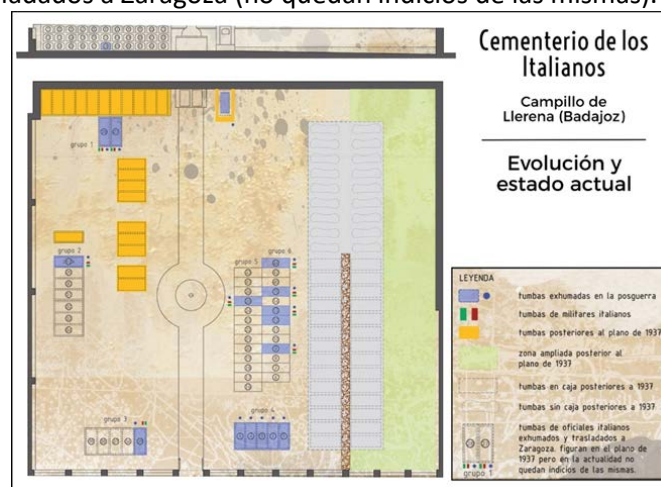 ladados a Zaragoza (no quedan indicios de las mismas).
Cementerio de los
Italianos
Campillo de
Llerena (Badajoz)
Evolución y
estado actual
grupo 1
grupo 2
grupo 5
grupo 6
grupo 3
grupo 4
LEYENDA
tumbas exhumadas en la posguerra
tumbas de militares italianos
tumbas posteriores al plano de 1937
zona ampliada posterior al
plano de 1937
tumbas en caja posteriores a 1937
tumbas sin caja posteriores a 1937
tumbas de oficiales italianos
exhumados y trasladados a
Zaragoza. figuran en el plano de
1937 pero en la actualidad no
quedan indicios de las mismas.
grupo 1